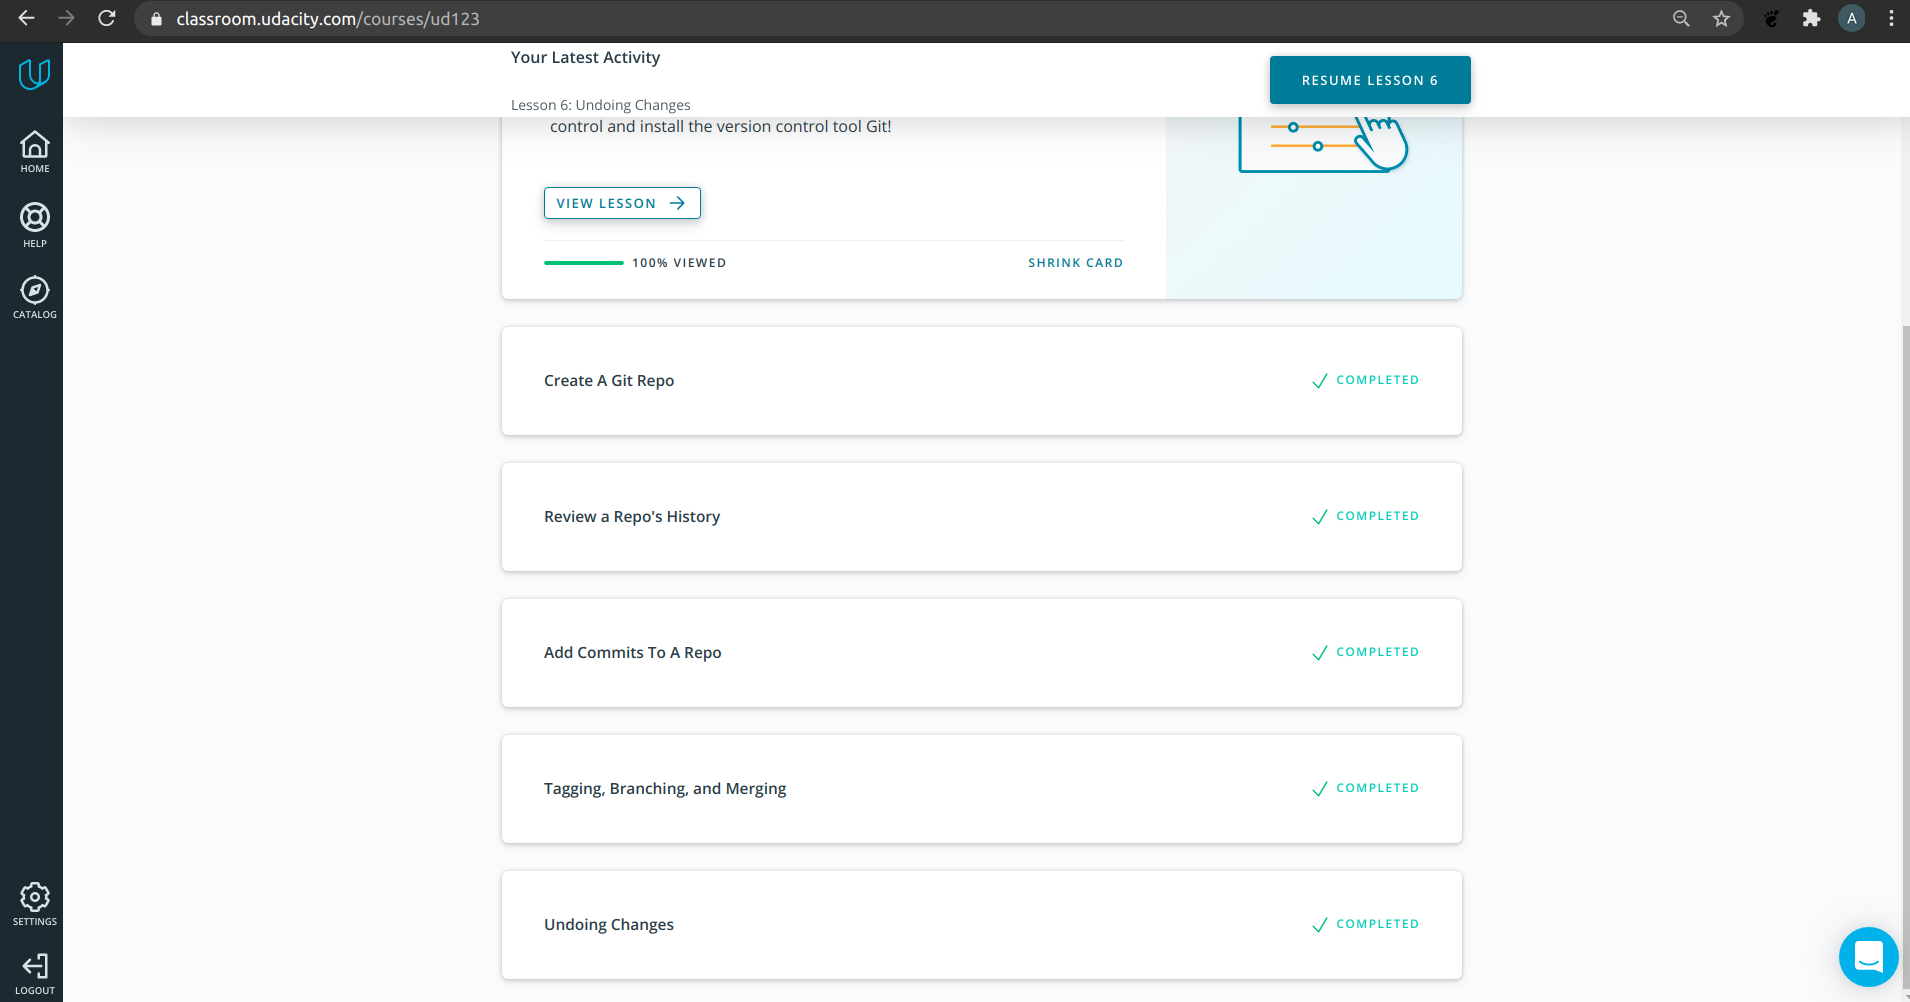 classroom.udacity.com/courses/ud123
A
Your Latest Activity
RESUME LESSON 6
Lesson 6: Undoing Changes
control and install the version control tool Git!
HOME
VIEW LESSON
HELP
100% VIEWED
SHRINK CARD
CATALOG
Create A Git Repo
COMPLETED
Review a Repo's History
COMPLETED
Add Commits To A Repo
COMPLETED
Tagging, Branching, and Merging
COMPLETED
Undoing Changes
COMPLETED
SETTINGS
LOGOUT